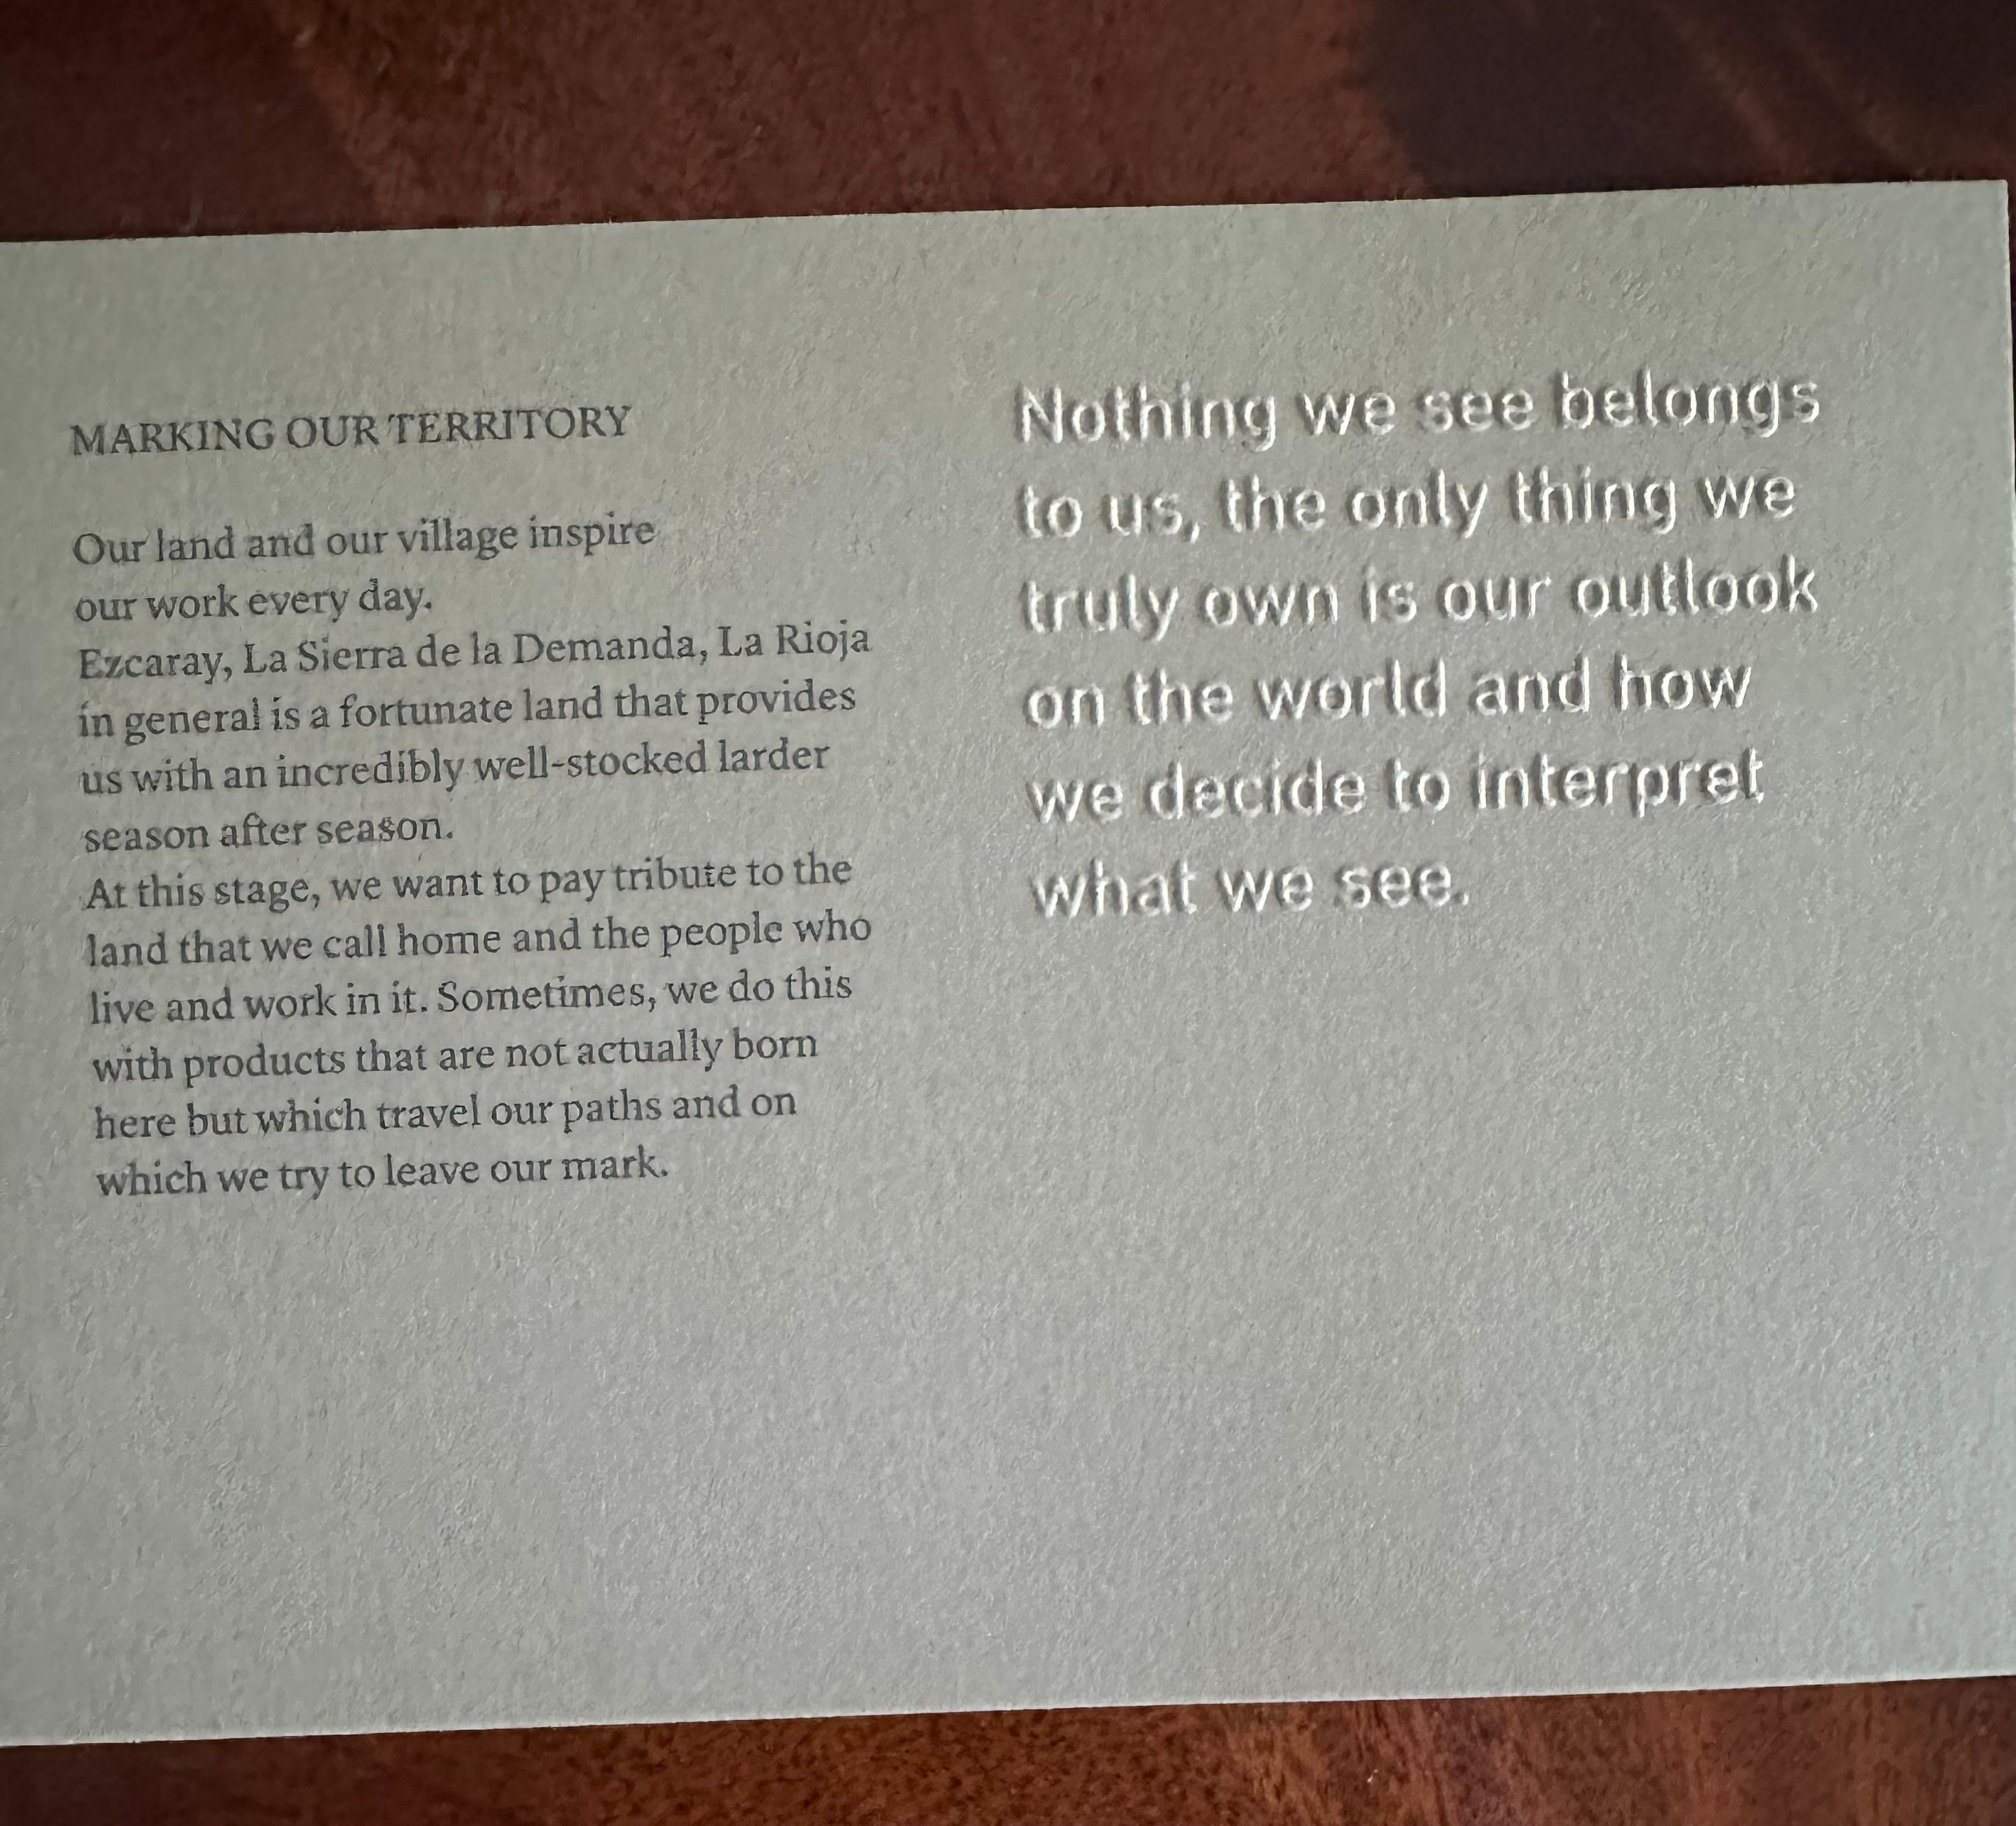 MARKING OUR TERRITORY
Our land and our village inspire
our work every day.
Ezcaray, La Sierra de la Demanda, La Rioja
in general is a fortunate land that provides
us with an incredibly well-stocked larder
season after season.
At this stage, we want to pay tribute to the
land that we call home and the people who
live and work in it. Sometimes, we do this
with products that are not actually born
here but which travel our paths and on
which we try to leave our mark.
Nothing we see belongs
to us, the only thing we
truly own is our outlook
on the world and how
we decide to interpret
what we see.